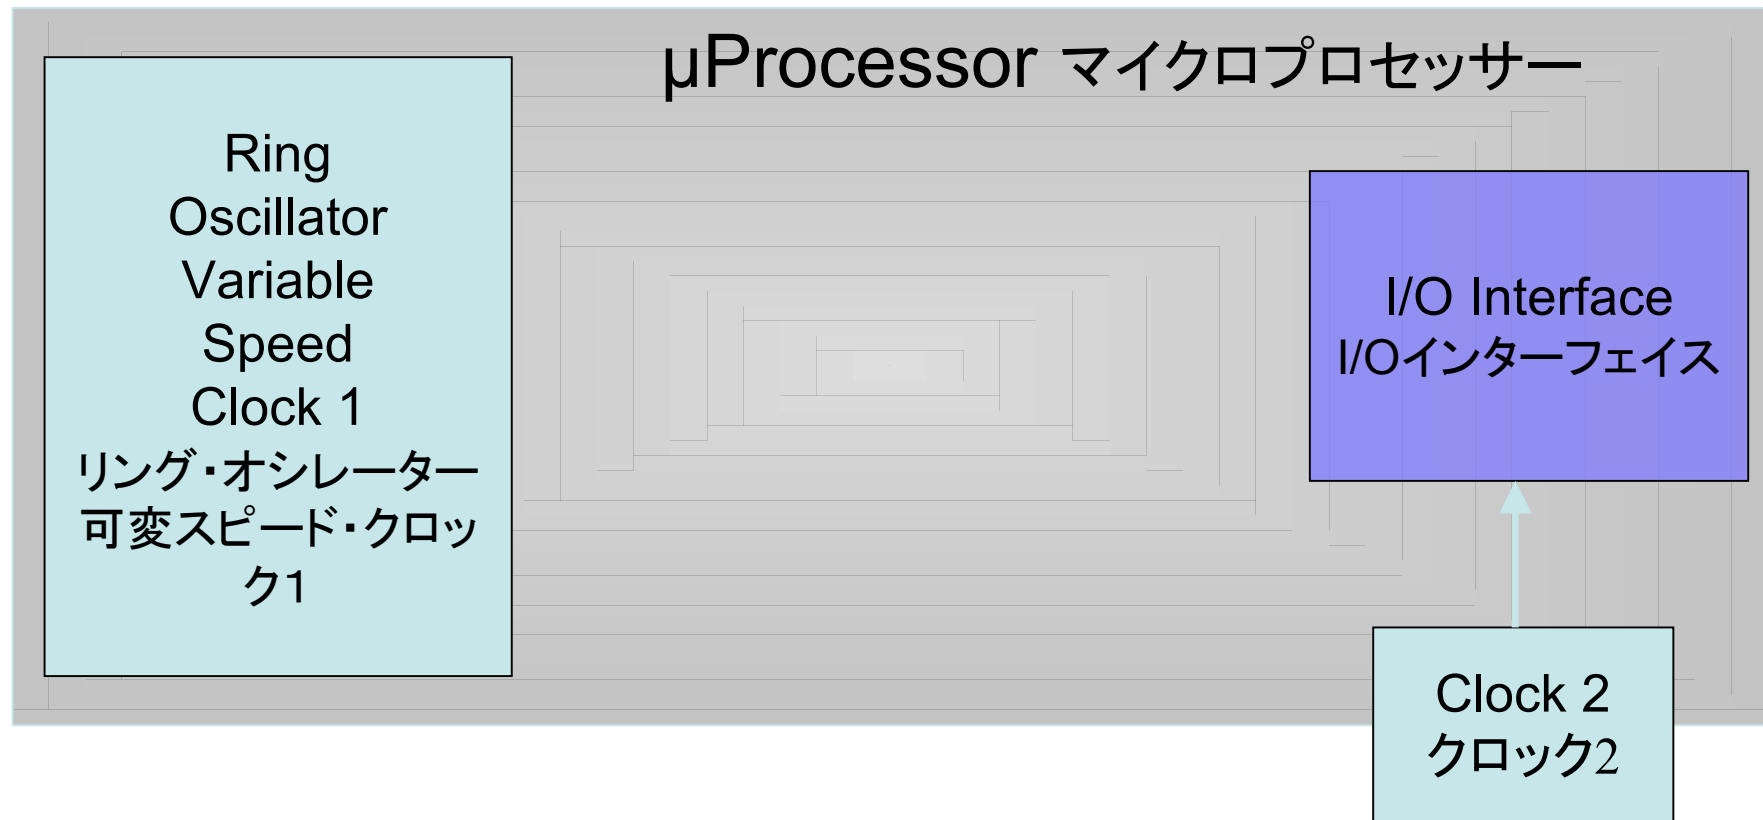 μProcessor マイクロプロセッサー
Ring
Oscillator
Variable
Speed
Clock 1
リング・オシレーター
可変スピード・クロッ
ク1
I/O Interface
I/Oインターフェイス
Clock 2
クロック2